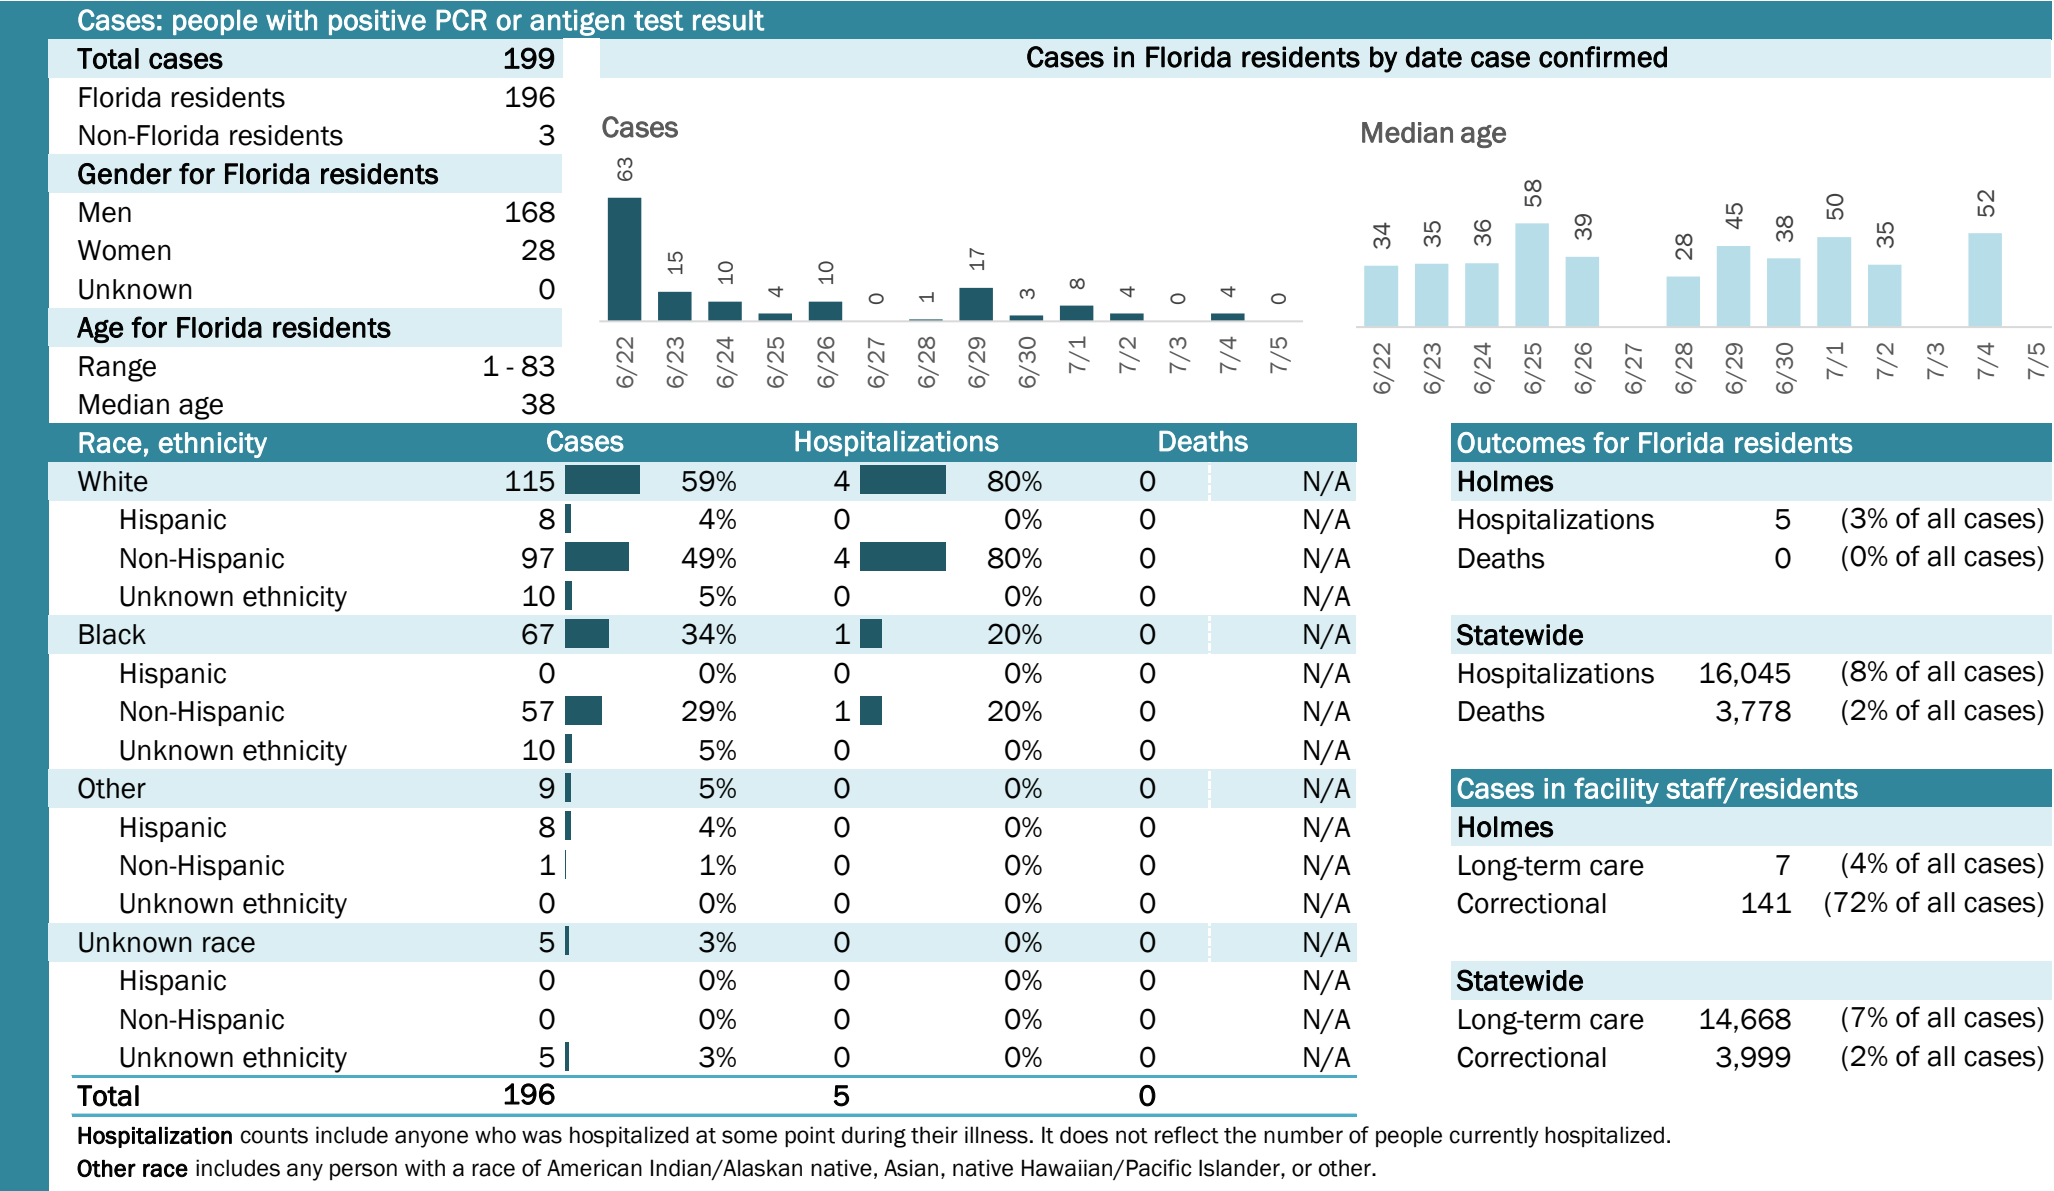 Cases: people with positive PCR or antigen test result
Total cases 199
Florida residents 196
Non-Florida residents 3
Gender for Florida residents
Men 168
Women 28
Unknown 0
Age for Florida residents
Range 1 - 83
Median age 38
Cases in Florida residents by date case confirmed
Cases
63 15 10 4 10 0 1 17 3 8 4 0 4 0
6/22 6/23 6/24 6/25 6/26 6/27 6/28 6/29 6/30 7/1 7/2 7/3 7/4 7/5
Median age
34 35 36 58 39 28 45 38 50 35 52
6/22 6/23 6/24 6/25 6/26 6/27 6/28 6/29 6/30 7/1 7/2 7/3 7/4 7/5
Race, ethnicity Cases Hospitalizations Deaths
White 115 59% 4 80% 0 N/A
Hispanic 8 4% 0 0% 0 N/A
Non-Hispanic 97 49% 4 80% 0 N/A
Unknown ethnicity 10 5% 0 0% 0 N/A
Black 67 34% 1 20% 0 N/A
Hispanic 0 0% 0 0% 0 N/A
Non-Hispanic 57 29% 1 20% 0 N/A
Unknown ethnicity 10 5% 0 0% 0 N/A
Other 9 5% 0 0% 0 N/A
Hispanic 8 4% 0 0% 0 N/A
Non-Hispanic 1 1% 0 0% 0 N/A
Unknown ethnicity 0 0% 0 0% 0 N/A
Unknown race 5 3% 0 0% 0 N/A
Hispanic 0 0% 0 0% 0 N/A
Non-Hispanic 0 0% 0 0% 0 N/A
Unknown ethnicity 5 3% 0 0% 0 N/A
Total 196 5 0
Outcomes for Florida residents
Holmes
Hospitalizations 5 (3% of all cases)
Deaths 0 (0% of all cases)
Statewide
Hospitalizations 16,045 (8% of all cases)
Deaths 3,778 (2% of all cases)
Cases in facility staff/residents
Holmes
Long-term care 7 (4% of all cases)
Correctional 141 (72% of all cases)
Statewide
Long-term care 14,668 (7% of all cases)
Correctional 3,999 (2% of all cases)
Hospitalization counts include anyone who was hospitalized at some point during their illness. It does not reflect the number of people currently hospitalized.
Other race includes any person with a race of American Indian/Alaskan native, Asian, native Hawaiian/Pacific Islander, or other.